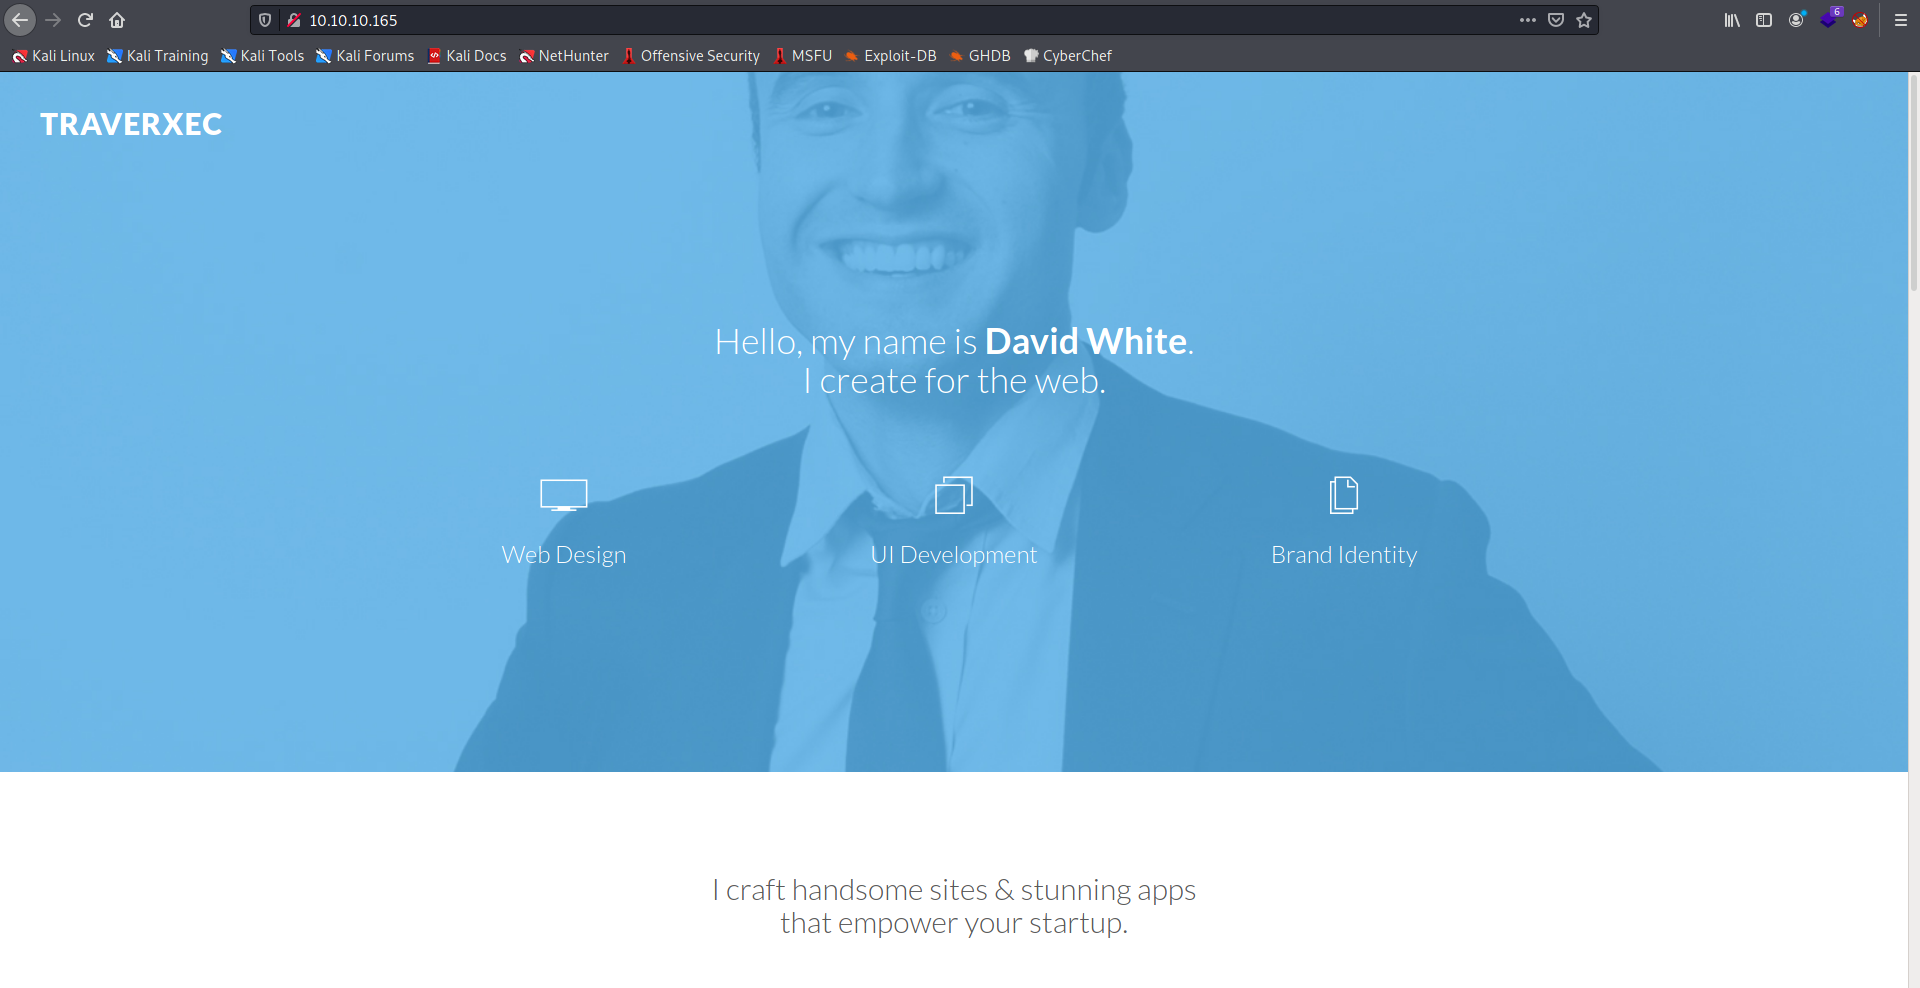 10.10.10.165
6
Kali Linux Kali Training Kali Tools Kali Forums Kali Docs NetHunter Offensive Security MSFU Exploit-DB GHDB CyberChef
TRAVERXEC
Hello, my name is David White.
I create for the web.
Web Design UI Development Brand Identity
I craft handsome sites & stunning apps
that empower your startup.